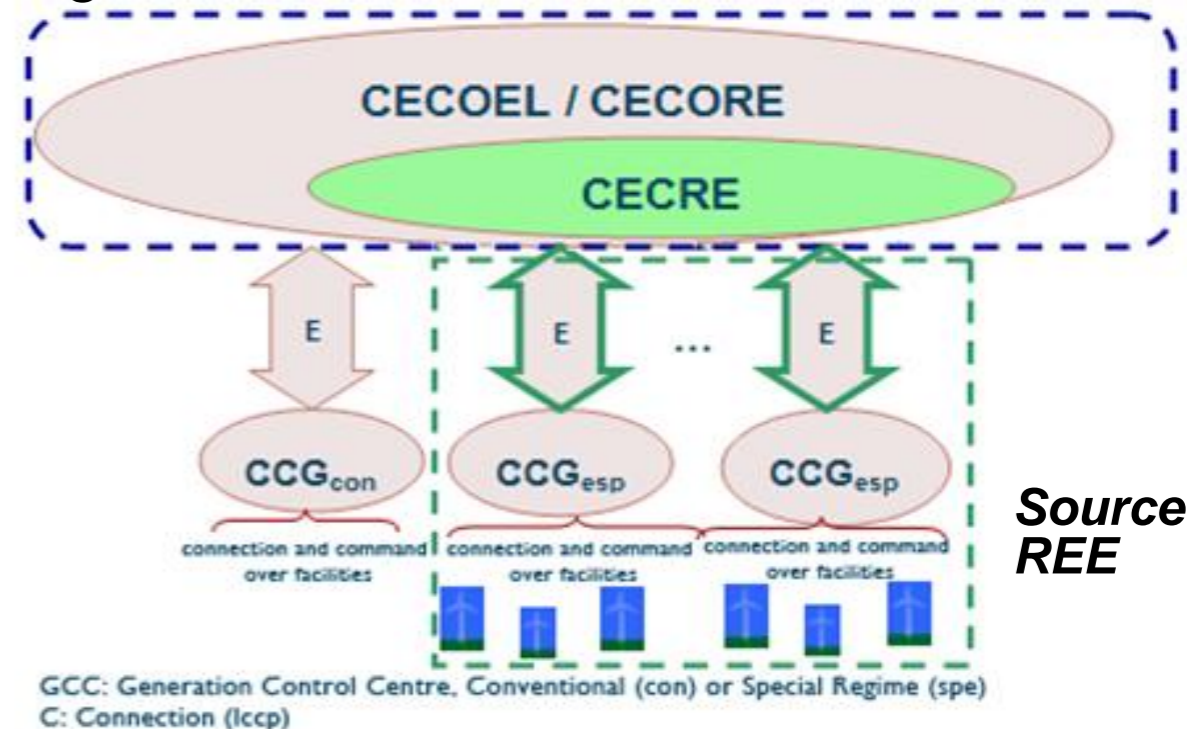 CECOEL / CECORE
CECRE
E
E
...
E
CCGcon
CCGesp
CCGesp
connection and command
over facilities
connection and command
over facilities
connection and command
over facilities
Source
REE
GCC: Generation Control Centre, Conventional (con) or Special Regime (spe)
C: Connection (Iccp)